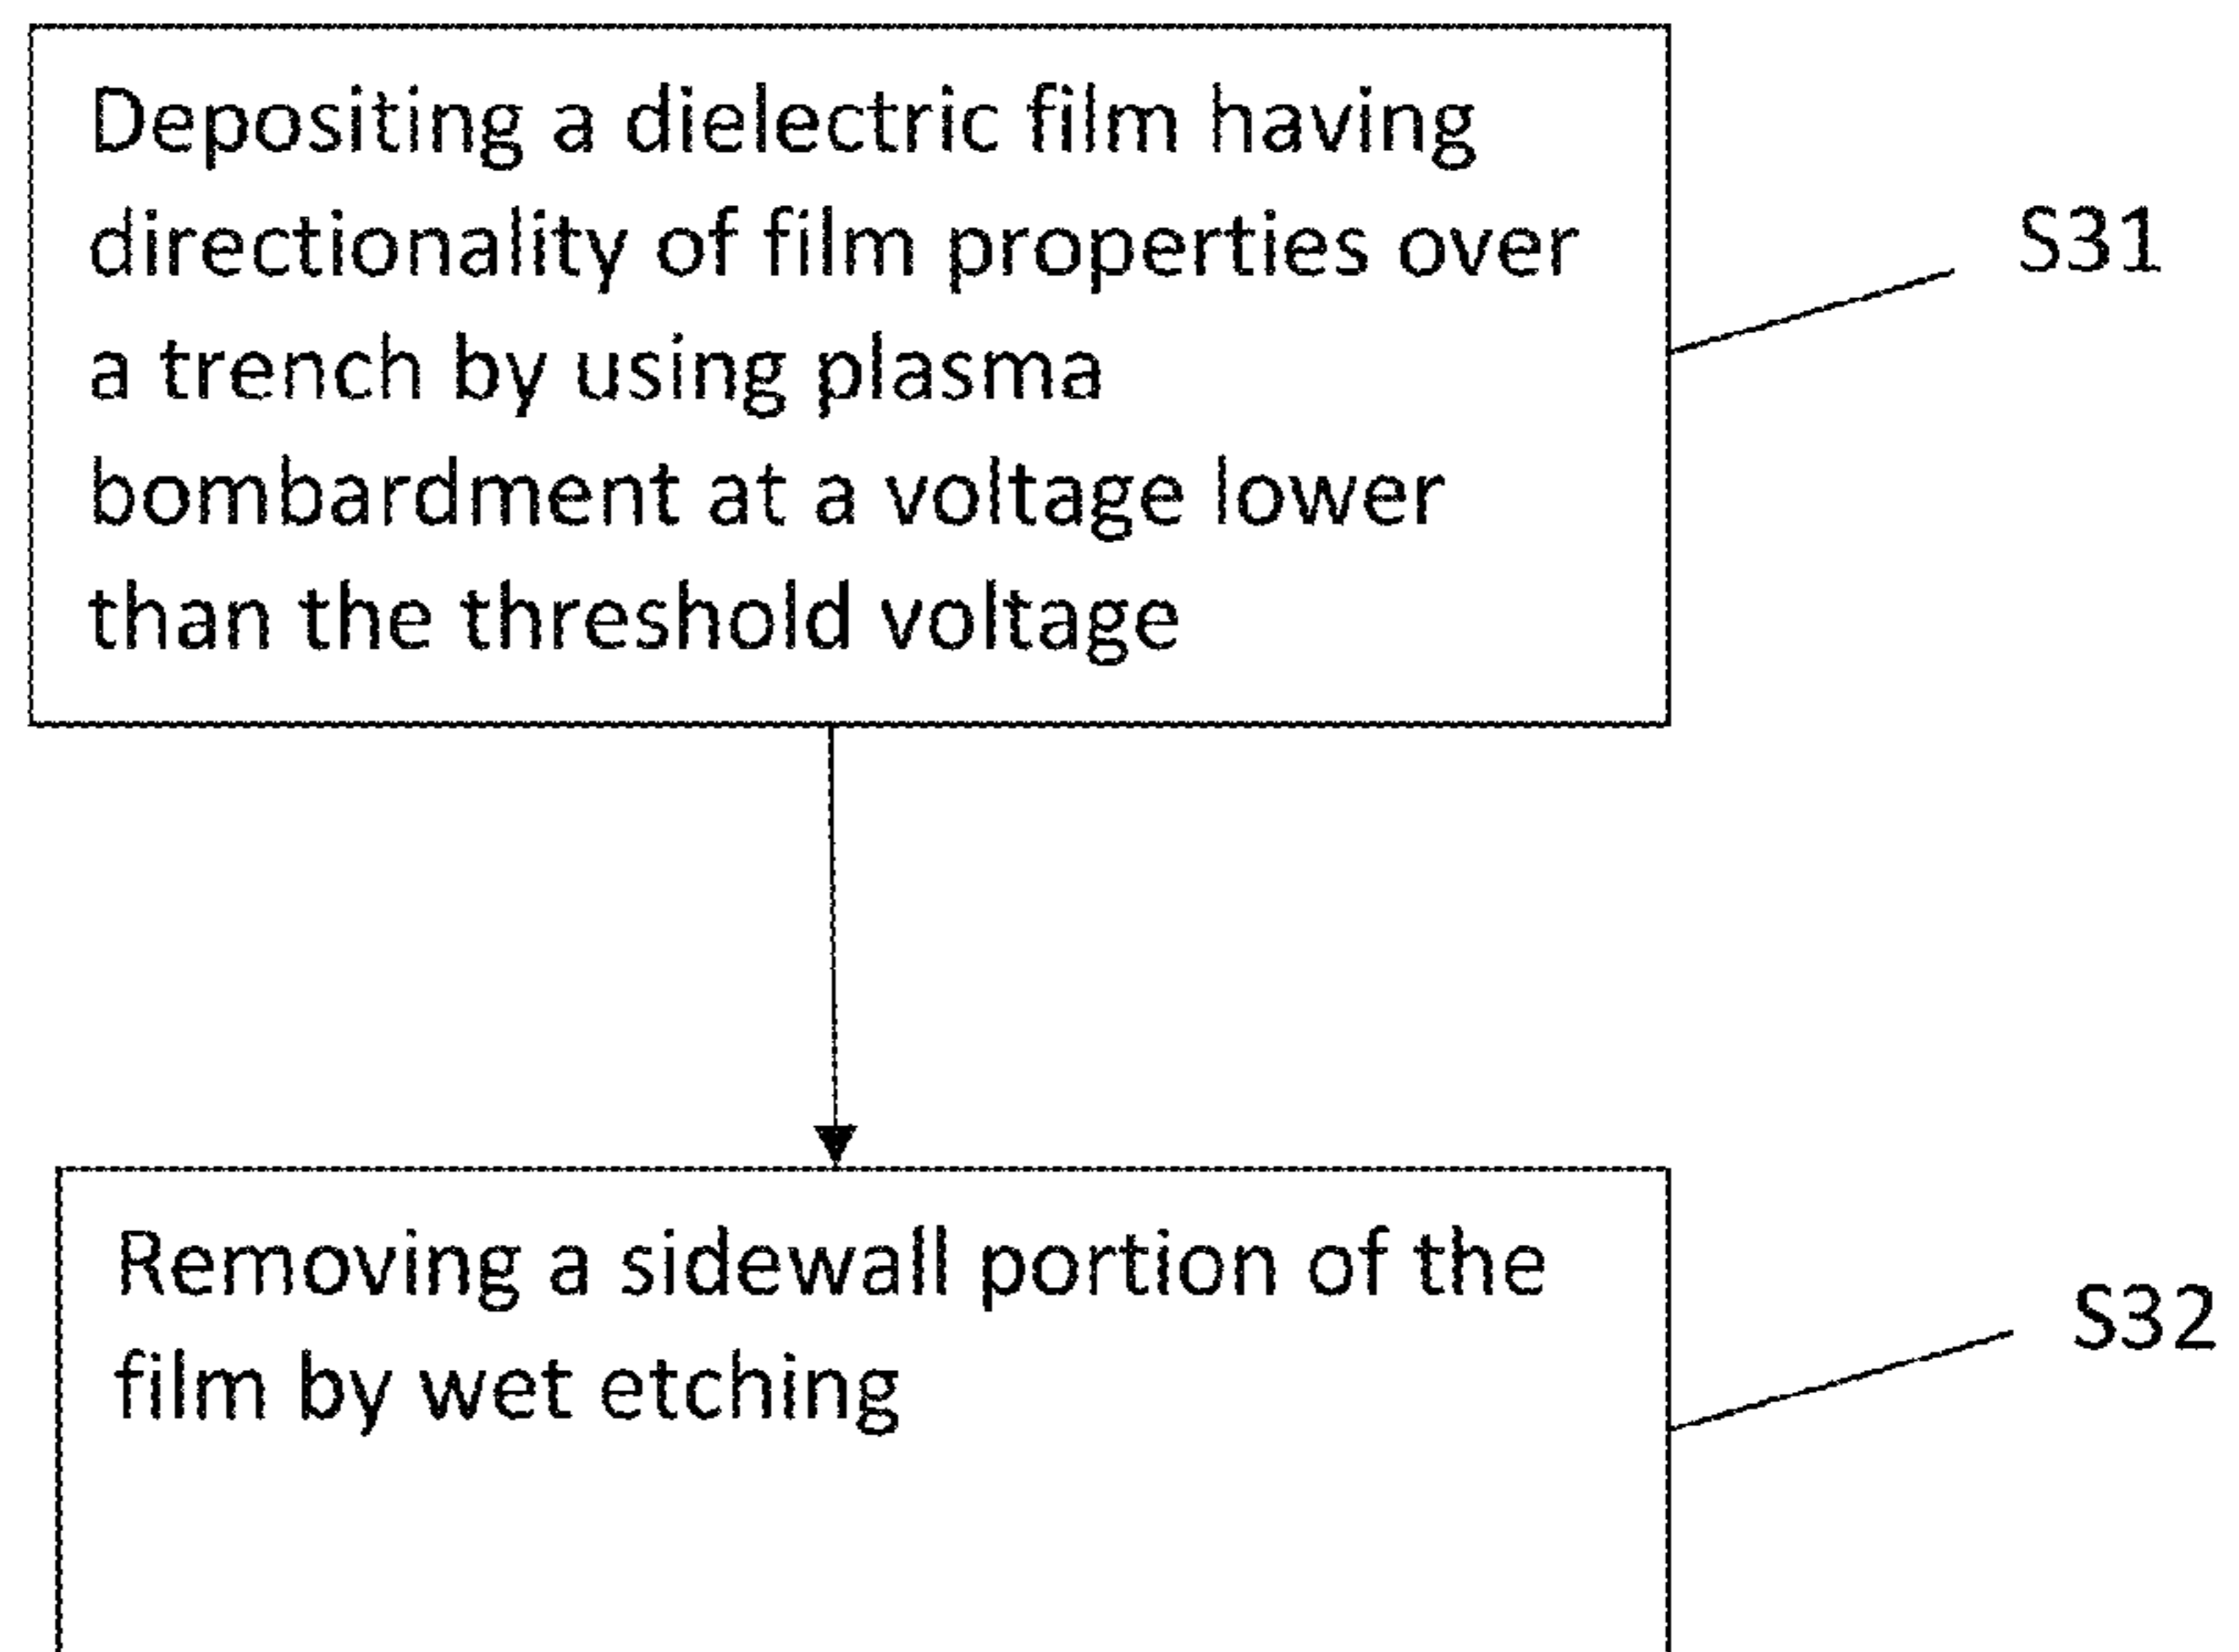 Depositing a dielectric film having
directionality of film properties over
a trench by using plasma
bombardment at a voltage lower
than the threshold voltage
S31
Removing a sidewall portion of the
film by wet etching
S32